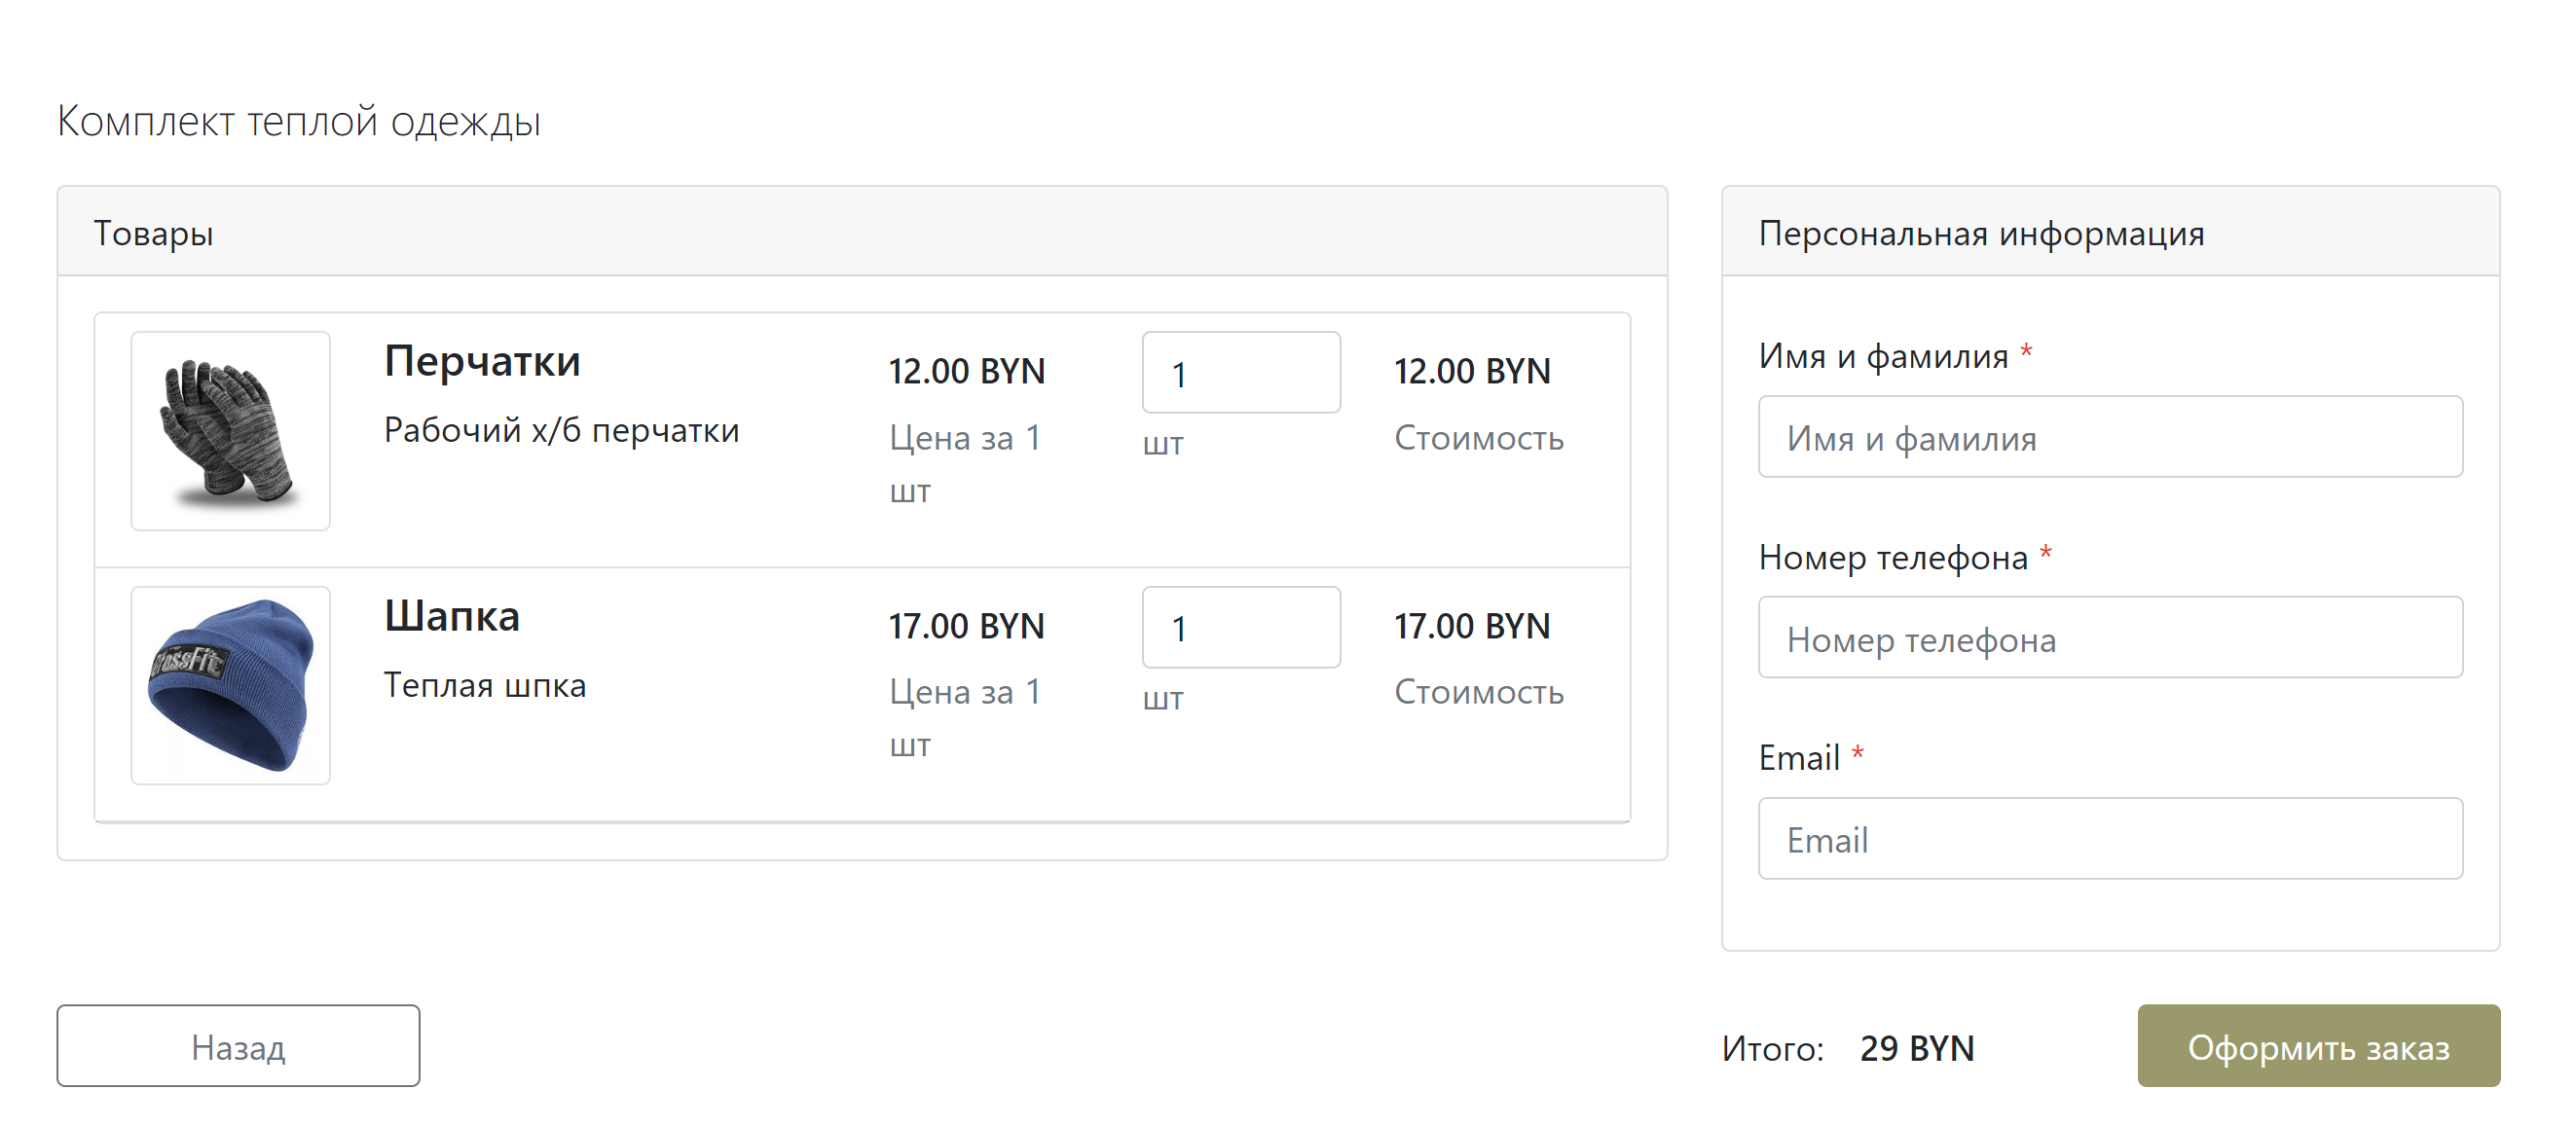 Комплект теплой одежды
Товары
Перчатки
Рабочий х/б перчатки
12.00 BYN
Цена за 1
шт
1
шт
12.00 BYN
Стоимость
Шапка
Теплая шпка
17.00 BYN
Цена за 1
шт
1
шт
17.00 BYN
Стоимость
Персональная информация
Имя и фамилия *
Имя и фамилия
Номер телефона *
Номер телефона
Email *
Email
Назад
Итого: 29 BYN
Оформить заказ